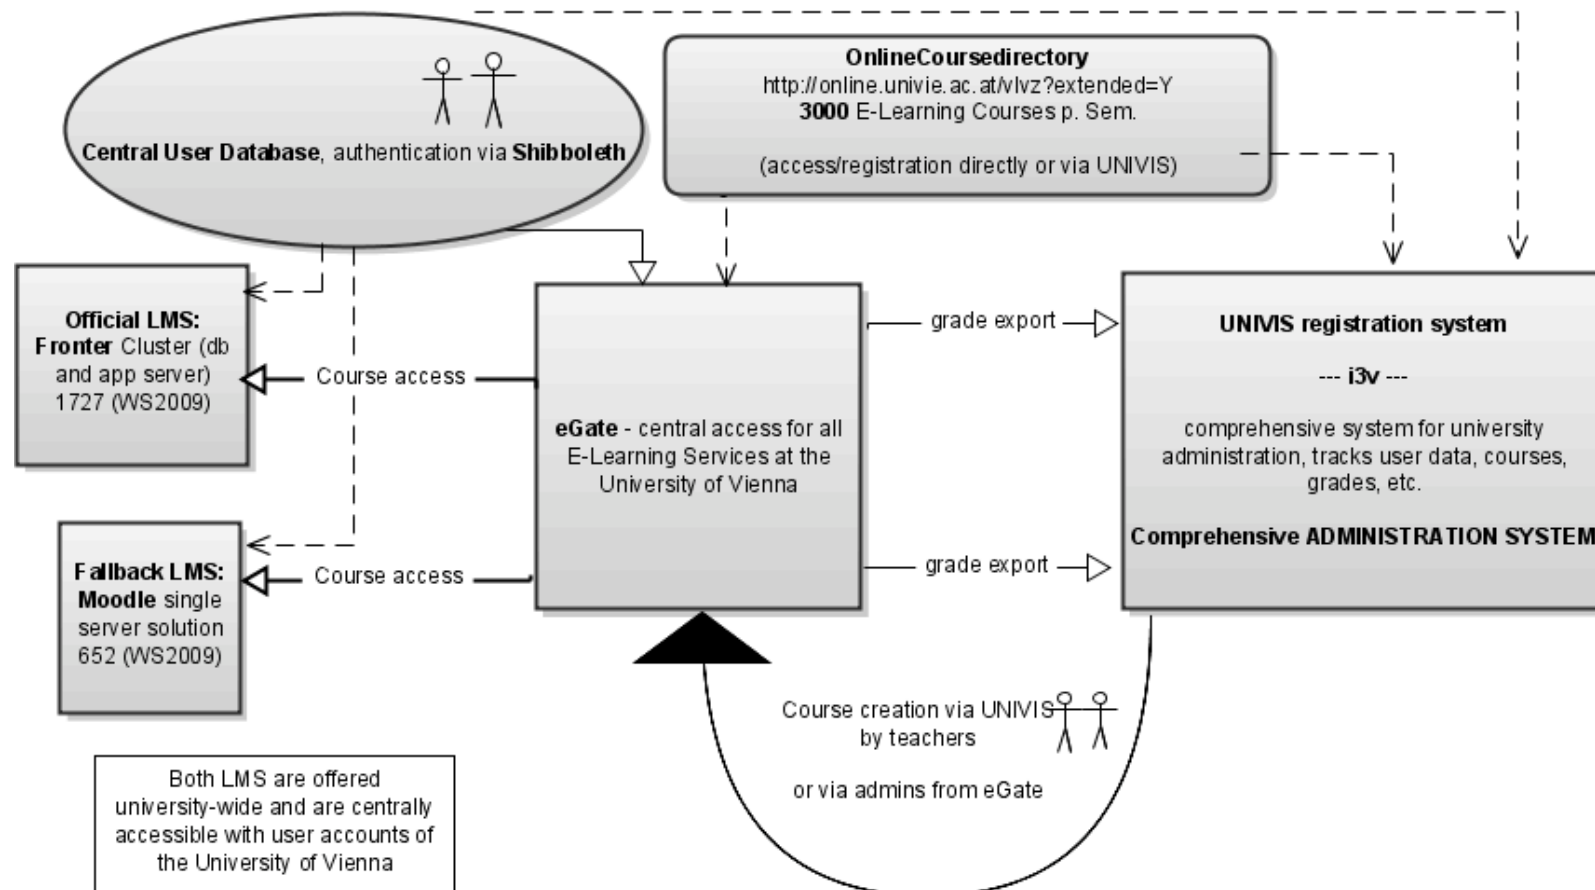 Central User Database, authentication via Shibboleth
OnlineCoursedirectory
http://online.univie.ac.at/vlvz?extended=Y
3000 E-Learning Courses p. Sem.
(access/registration directly or via UNIVIS)
Official LMS:
Fronter Cluster (db
and app server)
1727 (WS2009)
Course access
eGate - central access for all
E-Learning Services at the
University of Vienna
grade export
UNIVIS registration system
--- i3v ---
comprehensive system for university
administration, tracks user data, courses,
grades, etc.
Comprehensive ADMINISTRATION SYSTEM
Fallback LMS:
Moodle single
server solution
652 (WS2009)
Course access
grade export
Course creation via UNIVIS
by teachers
or via admins from eGate
Both LMS are offered
university-wide and are centrally
accessible with user accounts of
the University of Vienna